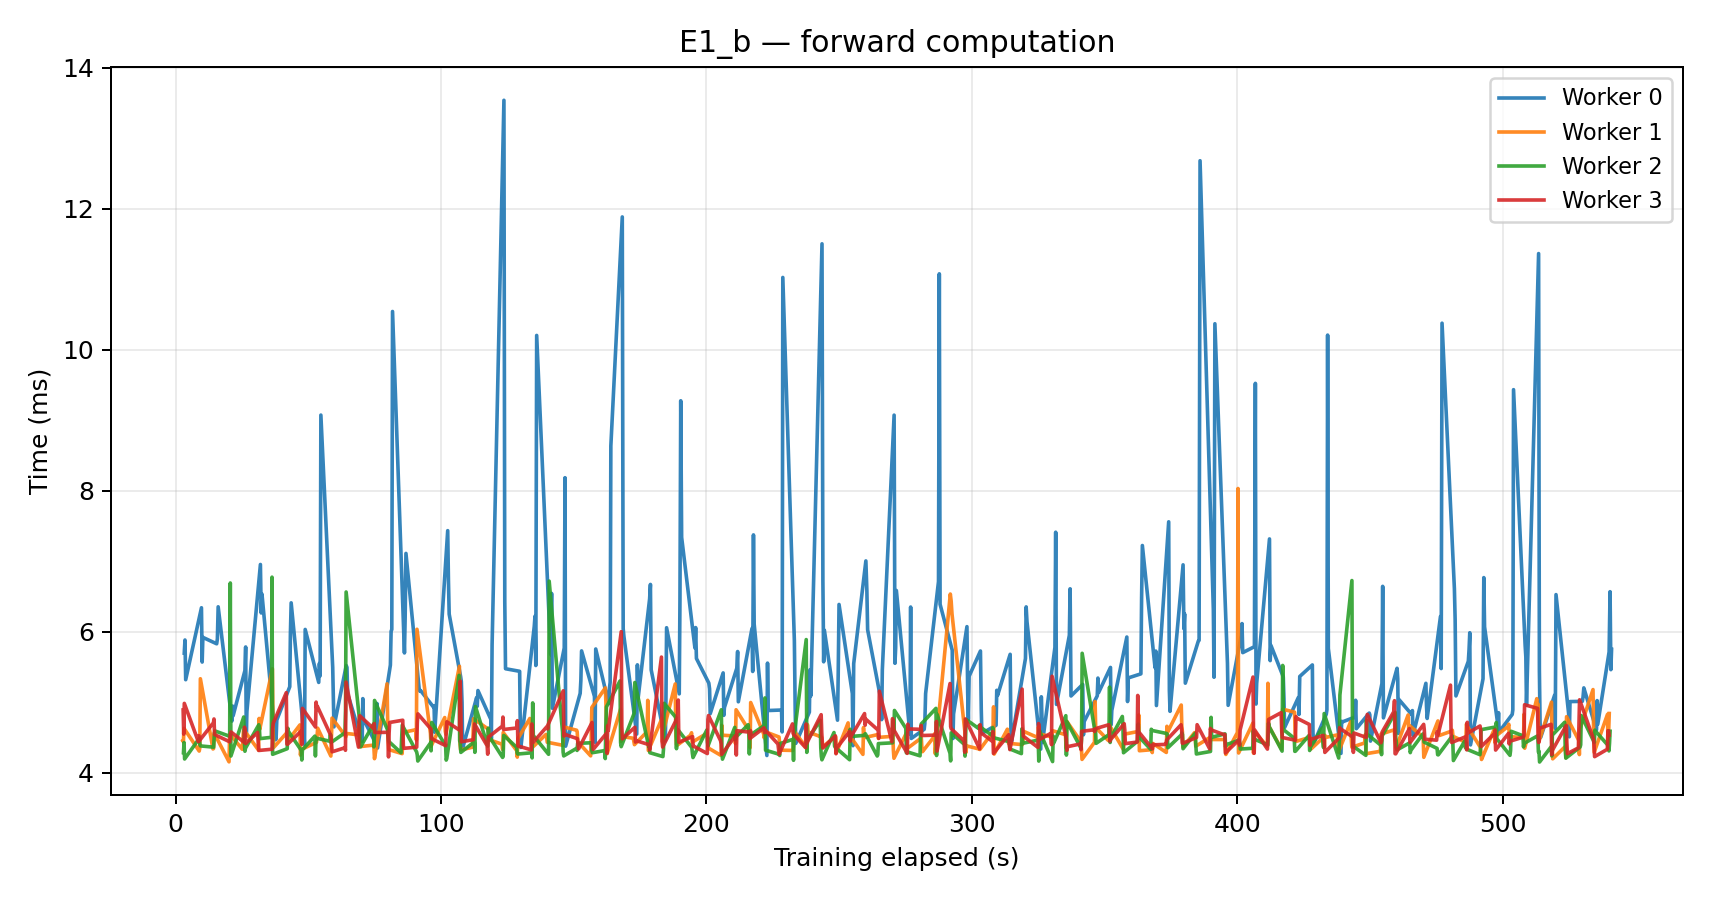 E1_b — forward computation
Time (ms)
14
12
10
8
6
4
Worker 0
Worker 1
Worker 2
Worker 3
0 100 200 300 400 500
Training elapsed (s)